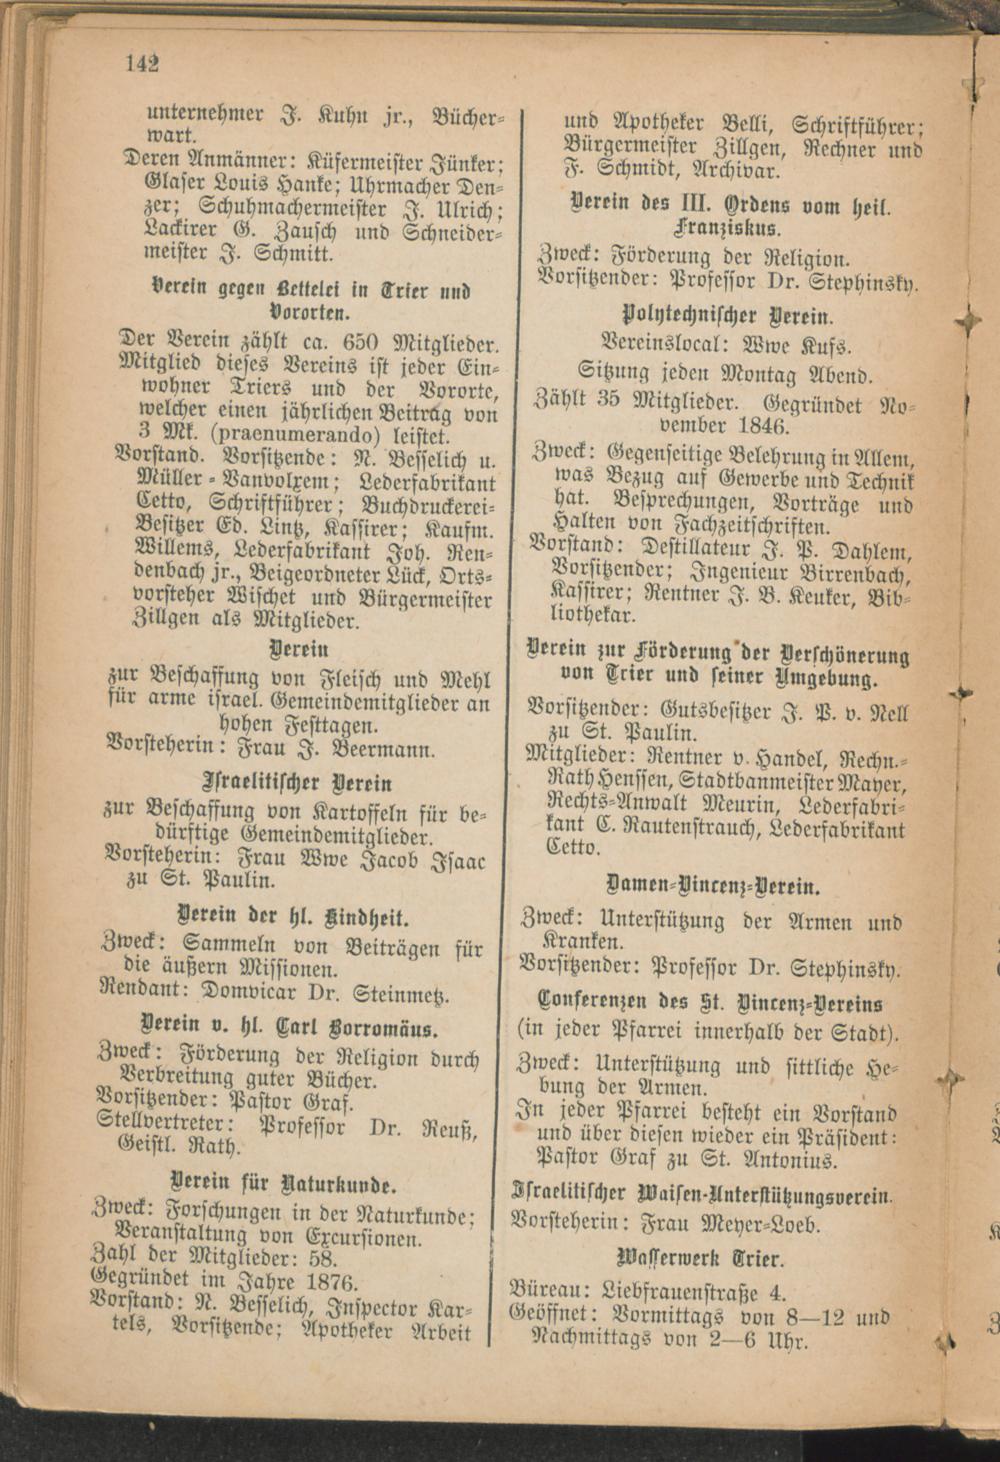 142
unternehmer J. Kuhn jr., Bücher-
wart.
Deren Anmänner: Küfermeister Jünker;
Glaser Louis Hanke; Uhrmacher Den-
zer; Schuhmachermeister J. Ulrich;
Lackirer G. Zausch und Schneider-
meister J. Schmitt.
Verein gegen Bettelei in Trier und
Vororten.
Der Verein zählt ca. 650 Mitglieder.
Mitglied dieses Vereins ist jeder Ein-
wohner Triers und der Vororte,
welcher einen jährlichen Beitrag von
3 Mk. (praenumerando) leistet.
Vorstand. Vorsitzende: N. Besselich u.
Müller-Vanvolxem; Lederfabrikant
Cetto, Schriftführer; Buchdruckerei-
Besitzer Ed. Lintz, Kassirer; Kaufm.
Willems, Lederfabrikant Joh. Ren-
denbach jr., Beigeordneter Lück, Orts-
vorsteher Wischet und Bürgermeister
Zillgen als Mitglieder.
Verein
zur Beschaffung von Fleisch und Mehl
für arme israel. Gemeindemitglieder an
hohen Festtagen.
Vorsteherin: Frau J. Beermann.
Israelitischer Verein
zur Beschaffung von Kartoffeln für be-
dürftige Gemeindemitglieder.
Vorsteherin: Frau Wwe Jacob Isaac
zu St. Paulin.
Verein der hl. Kindheit.
Zweck: Sammeln von Beiträgen für
die äußern Missionen.
Rendant: Domvicar Dr. Steinmetz.
Verein v. hl. Carl Borromäus.
Zweck: Förderung der Religion durch
Verbreitung guter Bücher.
Vorsitzender: Pastor Graf.
Stellvertreter: Professor Dr. Reuß,
Geistl. Rath.
Verein für Naturkunde.
Zweck: Forschungen in der Naturkunde;
Veranstaltung von Excursionen.
Zahl der Mitglieder: 58.
Gegründet im Jahre 1876.
Vorstand: N. Besselich, Inspector Kar-
tels, Vorsitzende; Apotheker Arbeit
und Apotheker Belli, Schriftführer;
Bürgermeister Zillgen, Rechner und
F. Schmidt, Archivar.
Verein des III. Ordens vom heil.
Franziskus.
Zweck: Förderung der Religion.
Vorsitzender: Professor Dr. Stephinsky.
Polytechnischer Verein.
Vereinslocal: Wwe Kufs.
Sitzung jeden Montag Abend.
Zählt 35 Mitglieder. Gegründet No-
vember 1846.
Zweck: Gegenseitige Belehrung in Allem,
was Bezug auf Gewerbe und Technik
hat. Besprechungen, Vorträge und
Halten von Fachzeitschriften.
Vorstand: Destillateur J. P. Dahlem,
Vorsitzender; Ingenieur Birrenbach,
Kassirer; Rentner J. B. Keuker, Bib-
liothekar.
Verein zur Förderung der Verschönerung
von Trier und seiner Umgebung.
Vorsitzender: Gutsbesitzer J. P. v. Nell
zu St. Paulin.
Mitglieder: Rentner v. Handel, Rechn.-
Rath Henssen, Stadtbanmeister Mayer,
Rechts-Anwalt Meurin, Lederfabri-
kant C. Rautenstrauch, Lederfabrikant
Cetto.
Damen-Vincenz-Verein.
Zweck: Unterstützung der Armen und
Kranken.
Vorsitzender: Professor Dr. Stephinsky.
Conferenzen des St. Vincenz-Vereins
(in jeder Pfarrei innerhalb der Stadt).
Zweck: Unterstützung und sittliche He-
bung der Armen.
In jeder Pfarrei besteht ein Vorstand
und über diesen wieder ein Präsident:
Pastor Graf zu St. Antonius.
Israelitischer Waisen-Unterstützungsverein.
Vorsteherin: Frau Meyer-Loeb.
Wasserwerk Trier.
Büreau: Liebfrauenstraße 4.
Geöffnet: Vormittags von 8—12 und
Nachmittags von 2—6 Uhr.